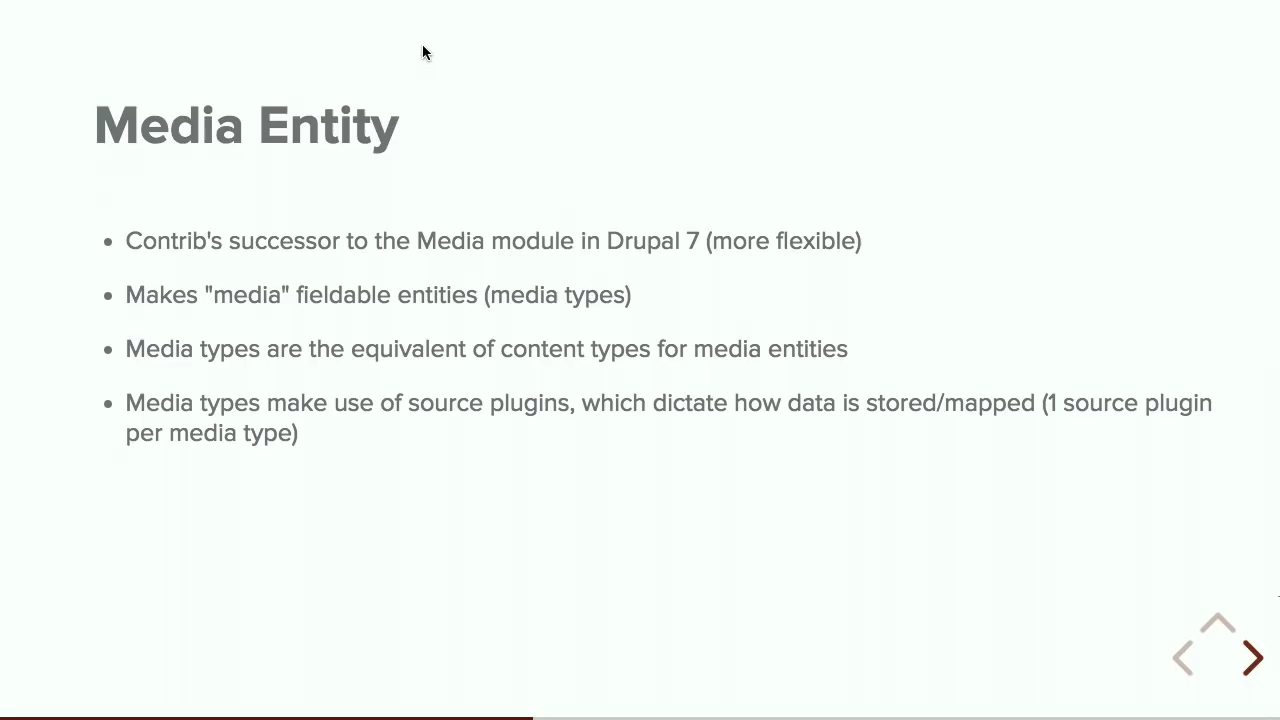 Media Entity
Contrib's successor to the Media module in Drupal 7 (more flexible)
Makes "media" fieldable entities (media types)
Media types are the equivalent of content types for media entities
Media types make use of source plugins, which dictate how data is stored/mapped (1 source plugin
per media type)